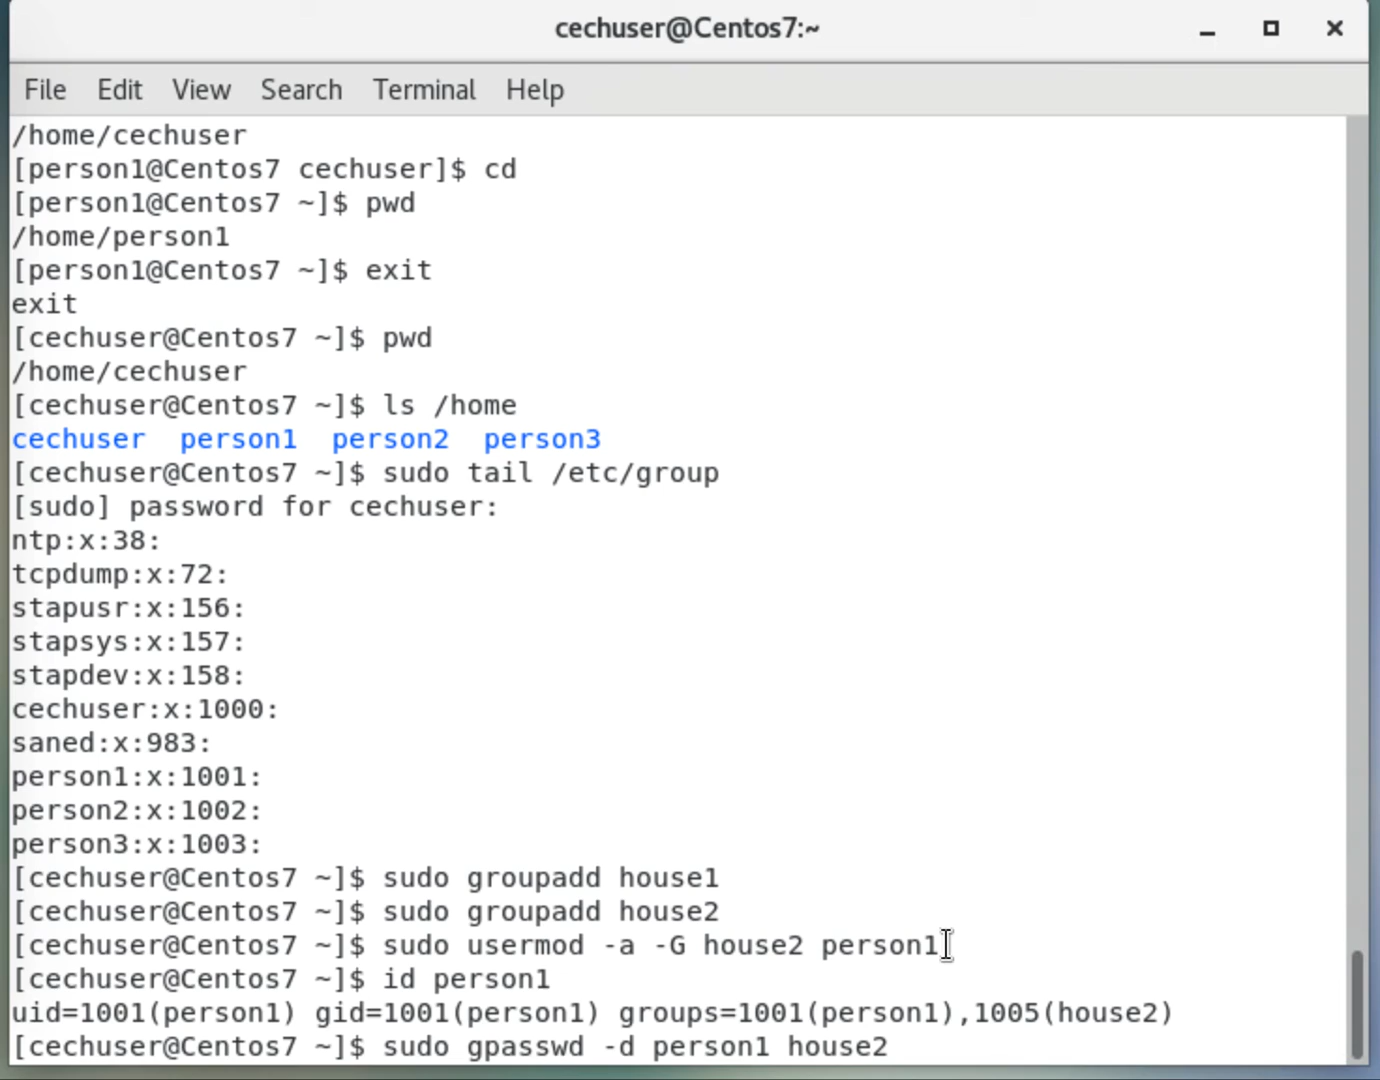 cechuser@Centos7:~
File Edit View Search Terminal Help
/home/cechuser
[person1@Centos7 cechuser]$ cd
[person1@Centos7 ~]$ pwd
/home/person1
[person1@Centos7 ~]$ exit
exit
[cechuser@Centos7 ~]$ pwd
/home/cechuser
[cechuser@Centos7 ~]$ ls /home
cechuser  person1  person2  person3
[cechuser@Centos7 ~]$ sudo tail /etc/group
[sudo] password for cechuser:
ntp:x:38:
tcpdump:x:72:
stapusr:x:156:
stapsys:x:157:
stapdev:x:158:
cechuser:x:1000:
saned:x:983:
person1:x:1001:
person2:x:1002:
person3:x:1003:
[cechuser@Centos7 ~]$ sudo groupadd house1
[cechuser@Centos7 ~]$ sudo groupadd house2
[cechuser@Centos7 ~]$ sudo usermod -a -G house2 person1
[cechuser@Centos7 ~]$ id person1
uid=1001(person1) gid=1001(person1) groups=1001(person1),1005(house2)
[cechuser@Centos7 ~]$ sudo gpasswd -d person1 house2